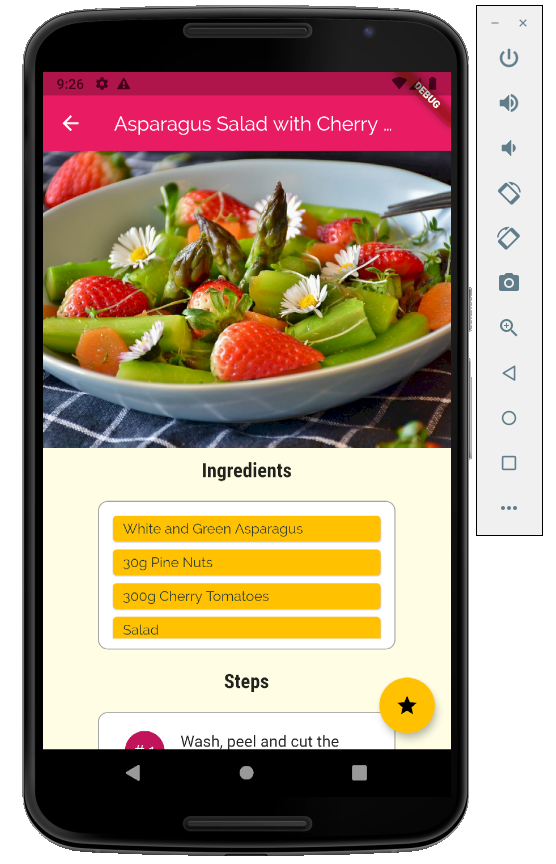 9:26
DEBUG
Asparagus Salad with Cherry ...
Ingredients
White and Green Asparagus
30g Pine Nuts
300g Cherry Tomatoes
Salad
Steps
# 1
Wash, peel and cut the